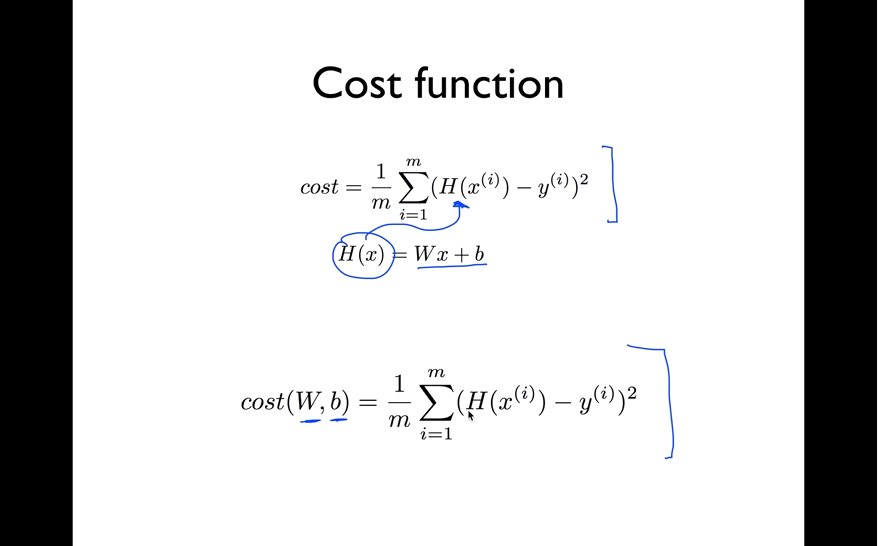 Cost function
cost = \frac{1}{m} \sum_{i=1}^{m} (H(x^{(i)}) - y^{(i)})^2
H(x) = Wx + b
cost(W, b) = \frac{1}{m} \sum_{i=1}^{m} (H(x^{(i)}) - y^{(i)})^2